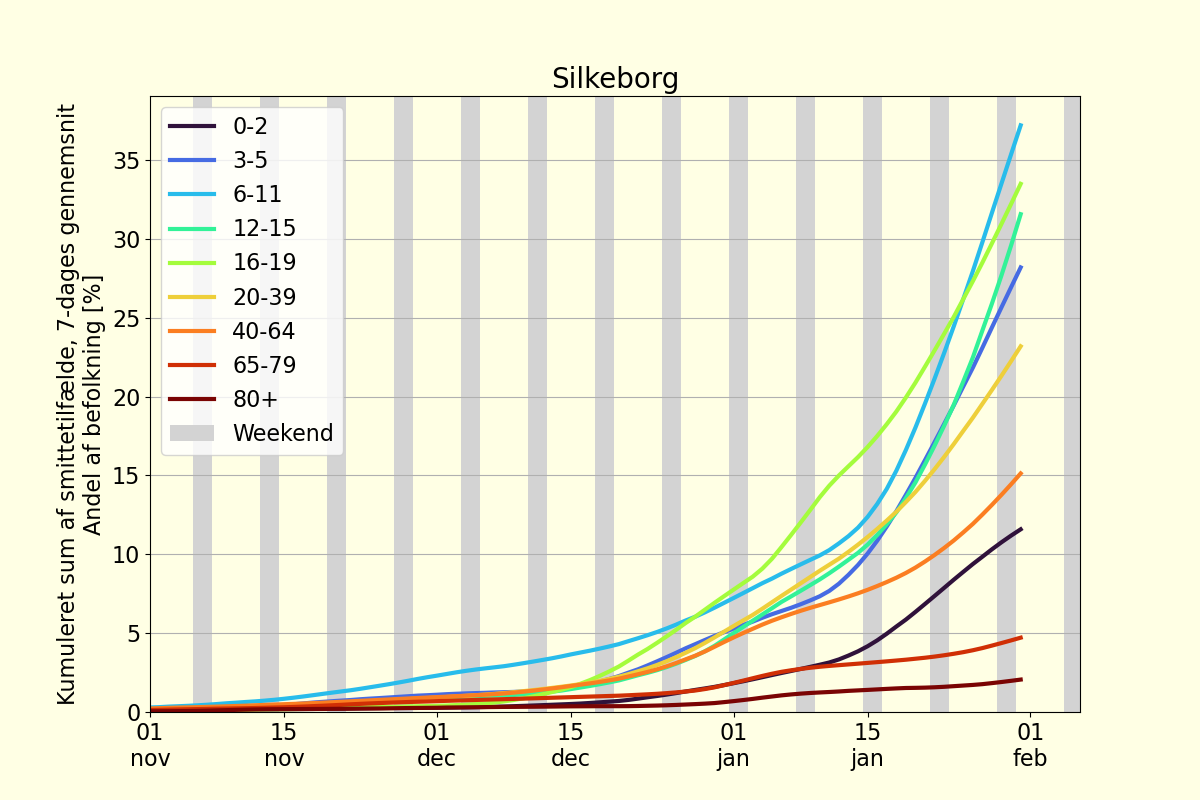 Silkeborg
Kumuleret sum af smittetilfælde, 7-dages gennemsnit
Andel af befolkning [%]
0-2
3-5
6-11
12-15
16-19
20-39
40-64
65-79
80+
Weekend
35
30
25
20
15
10
5
0
01 15 01 15 01 15 01
nov nov dec dec jan jan feb